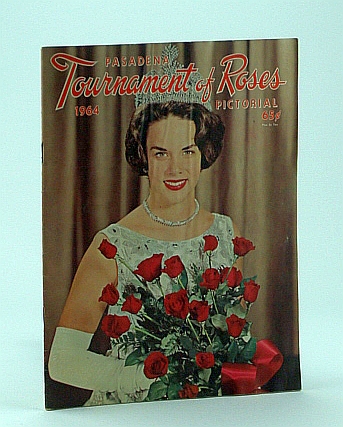 PASADENA
Tournament of Roses
1964 PICTORIAL
65¢